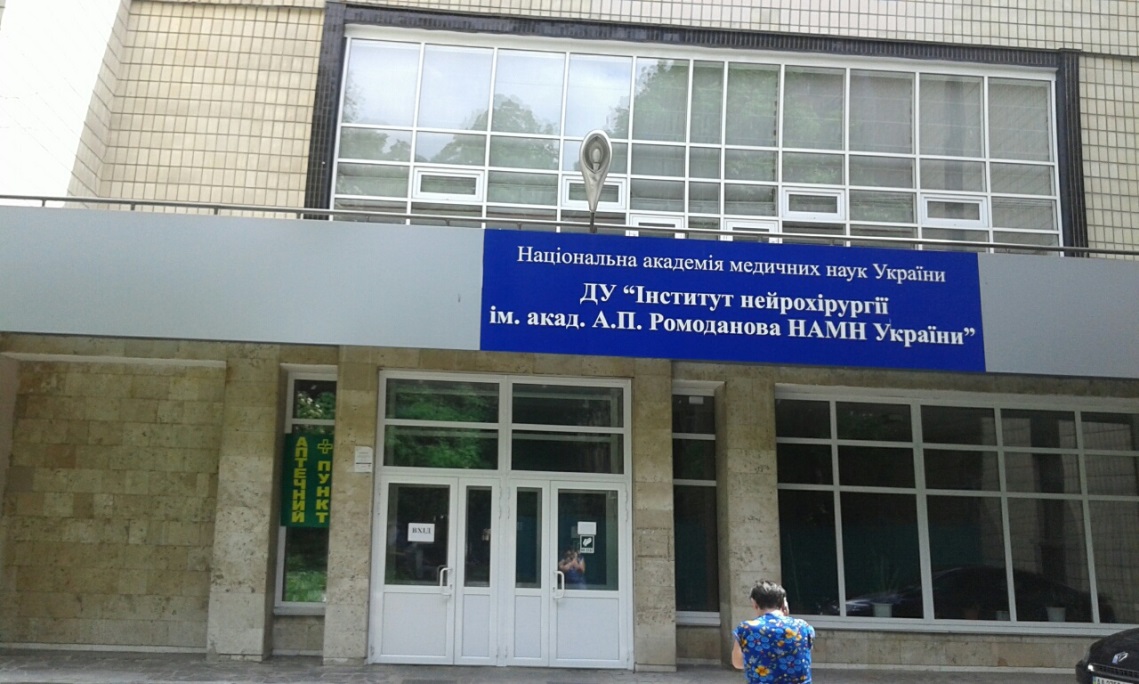 Національна академія медичних наук України
ДУ “Інститут нейрохірургії
ім. акад. А.П. Ромоданова НАМН України”
АПТЕЧНИЙ
ПУНКТ
ВХІД